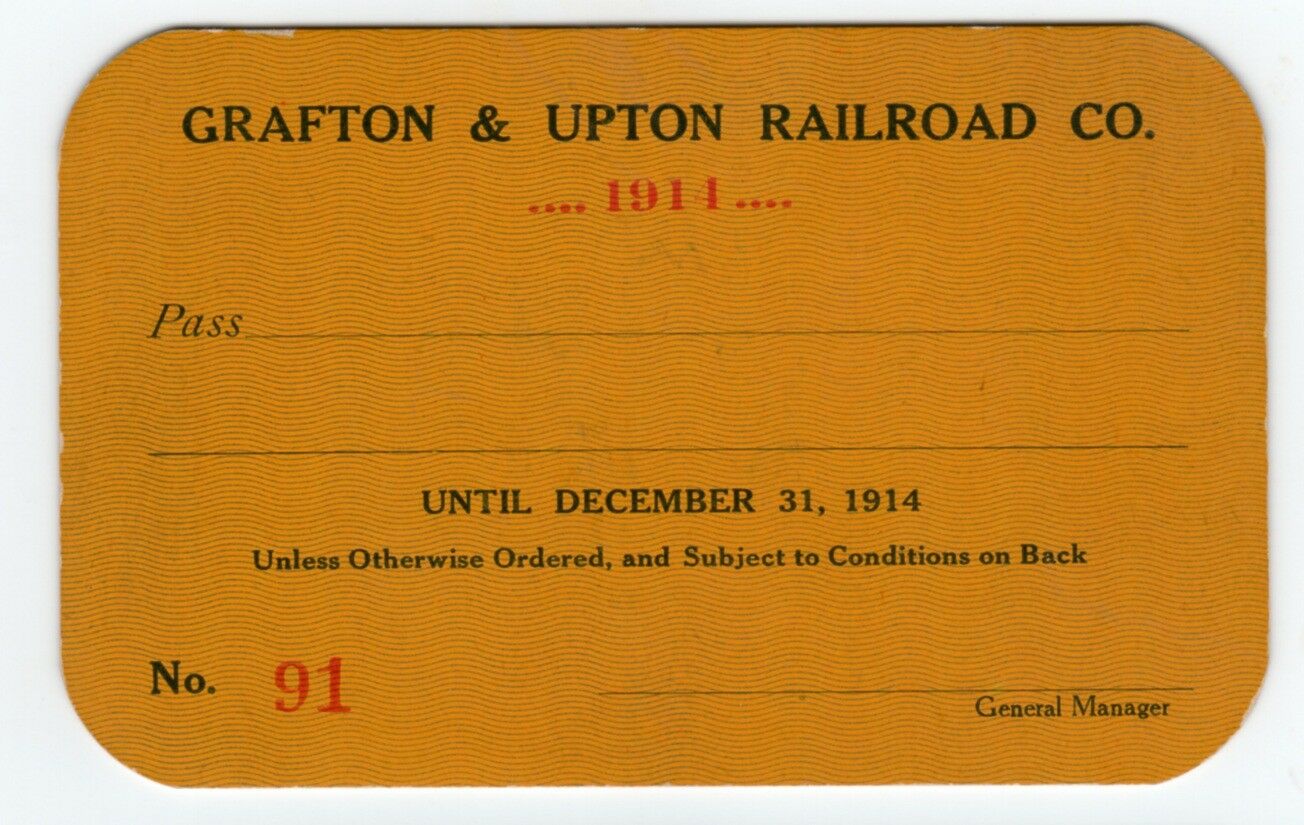 GRAFTON & UPTON RAILROAD CO.
....1914....
Pass
UNTIL DECEMBER 31, 1914
Unless Otherwise Ordered, and Subject to Conditions on Back
No. 91
General Manager